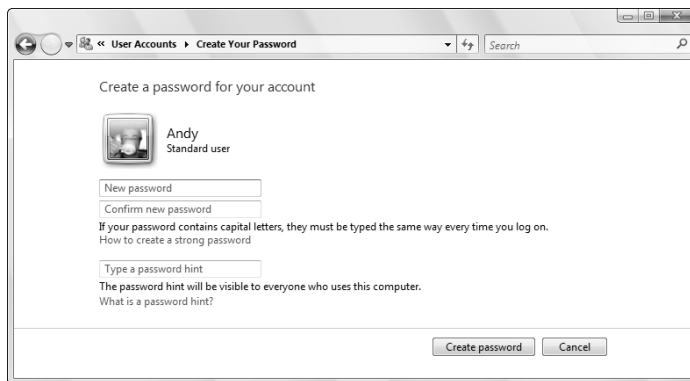 « User Accounts ▸ Create Your Password
Search
Create a password for your account
Andy
Standard user
New password
Confirm new password
If your password contains capital letters, they must be typed the same way every time you log on.
How to create a strong password
Type a password hint
The password hint will be visible to everyone who uses this computer.
What is a password hint?
Create password
Cancel